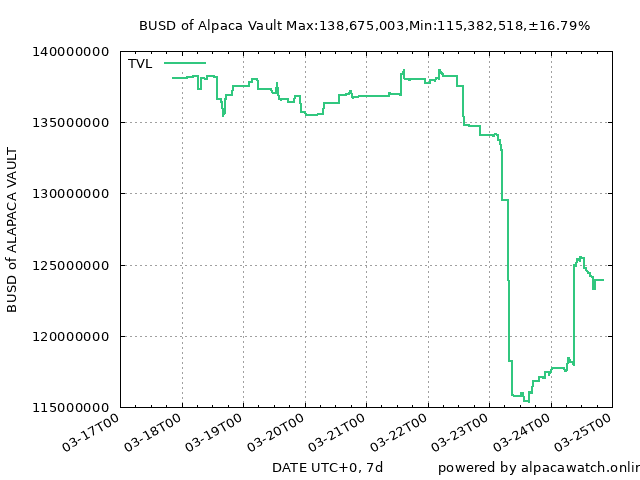 BUSD of Alpaca Vault Max:138,675,003,Min:115,382,518,±16.79%
TVL
140000000
135000000
130000000
125000000
120000000
115000000
BUSD of ALAPACA VAULT
03-17T00
03-18T00
03-19T00
03-20T00
03-21T00
03-22T00
03-23T00
03-24T00
03-25T00
DATE UTC+0, 7d
powered by alpacawatch.onlin